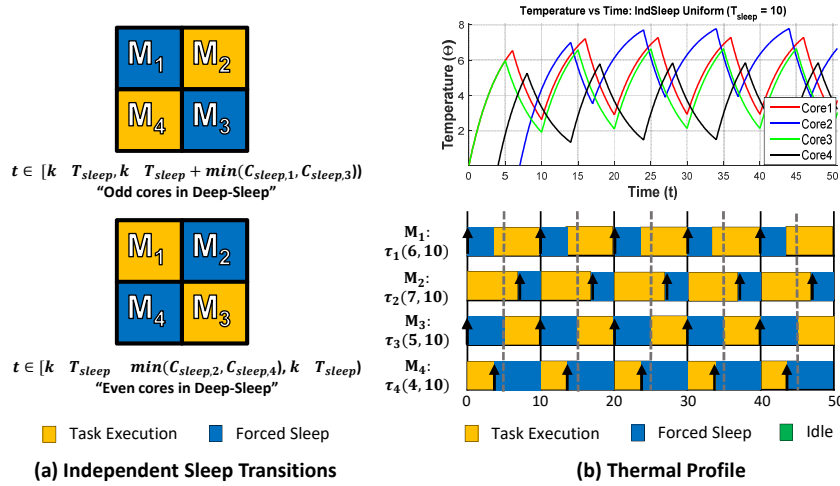 M1 M2
M4 M3
t ∈ [k T_sleep, k T_sleep + min(C_sleep,1, C_sleep,3))
"Odd cores in Deep-Sleep"
M1 M2
M4 M3
t ∈ [k T_sleep min(C_sleep,2, C_sleep,4), k T_sleep)
"Even cores in Deep-Sleep"
Task Execution Forced Sleep
(a) Independent Sleep Transitions
Temperature vs Time: IndSleep Uniform (T_sleep = 10)
Temperature (Θ)
8
6
4
2
Core1
Core2
Core3
Core4
0 5 10 15 20 25 30 35 40 45 50
Time (t)
M1:
τ1(6, 10)
M2:
τ2(7, 10)
M3:
τ3(5, 10)
M4:
τ4(4, 10)
0 10 20 30 40 50
Task Execution Forced Sleep Idle
(b) Thermal Profile